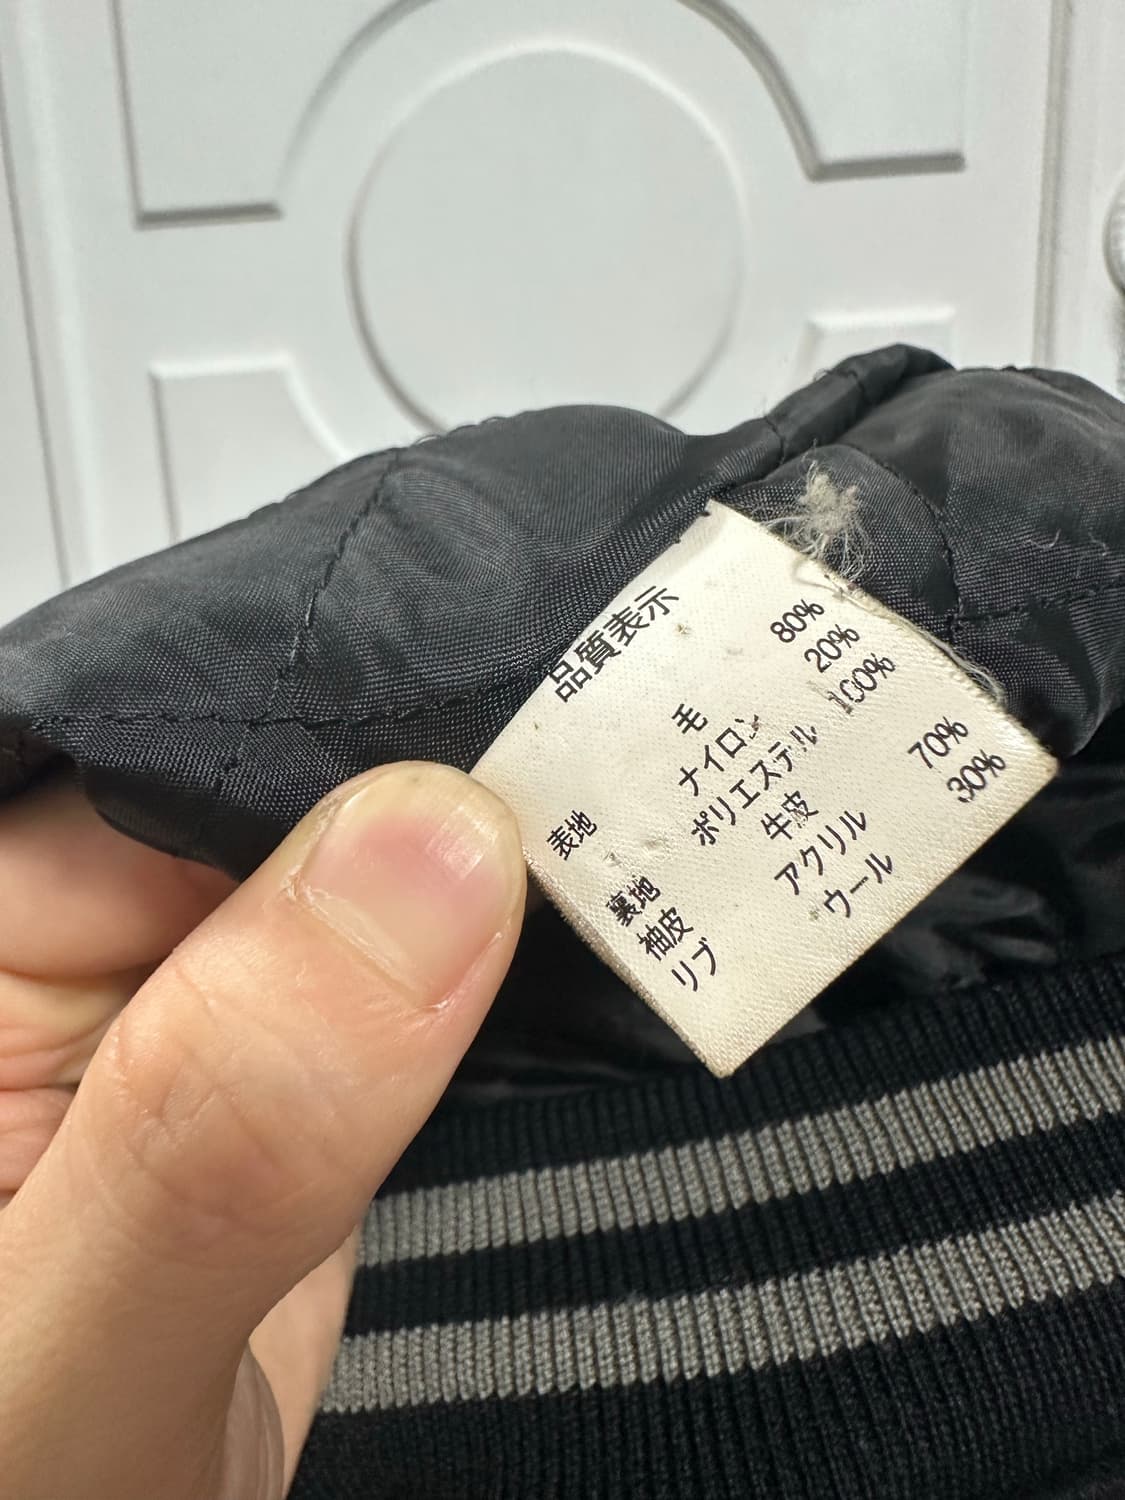 品質表示
表地 毛 80%
ナイロン 20%
裏地 ポリエステル 100%
袖皮 牛皮
リブ アクリル 70%
ウール 30%